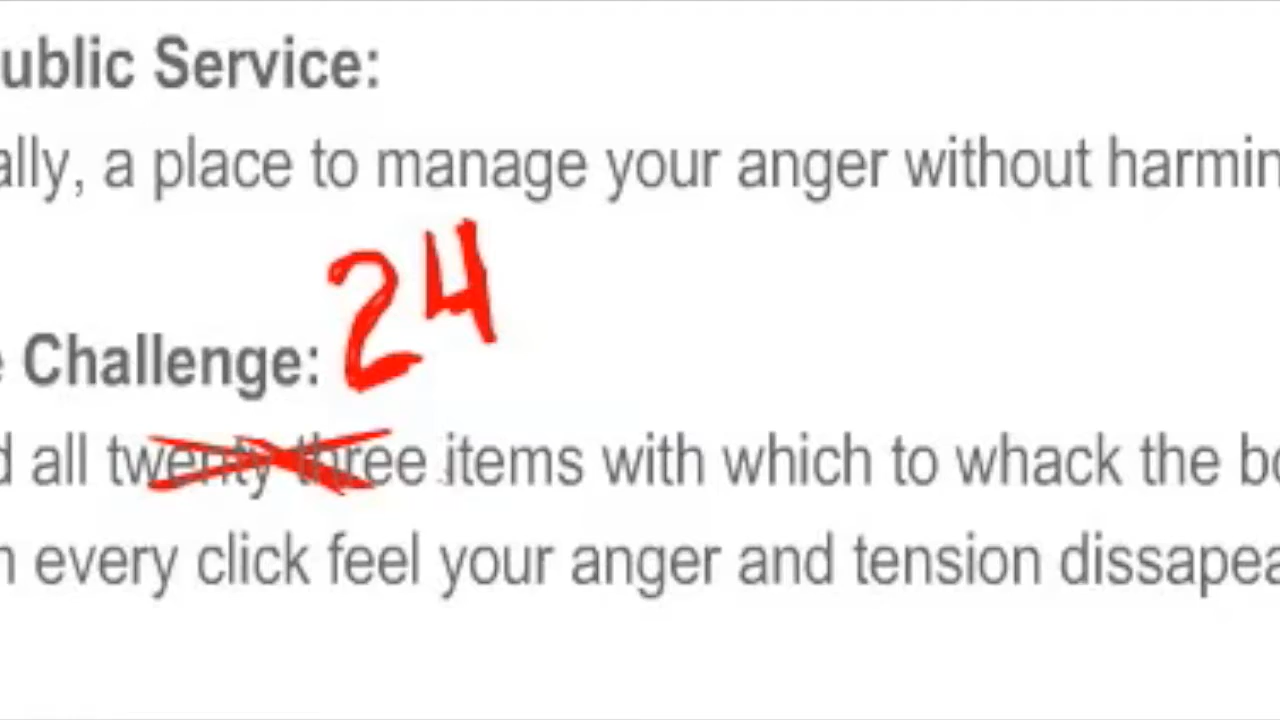 ublic Service:
ally, a place to manage your anger without harmin
24
e Challenge:
d all twenty three items with which to whack the bo
n every click feel your anger and tension dissapea